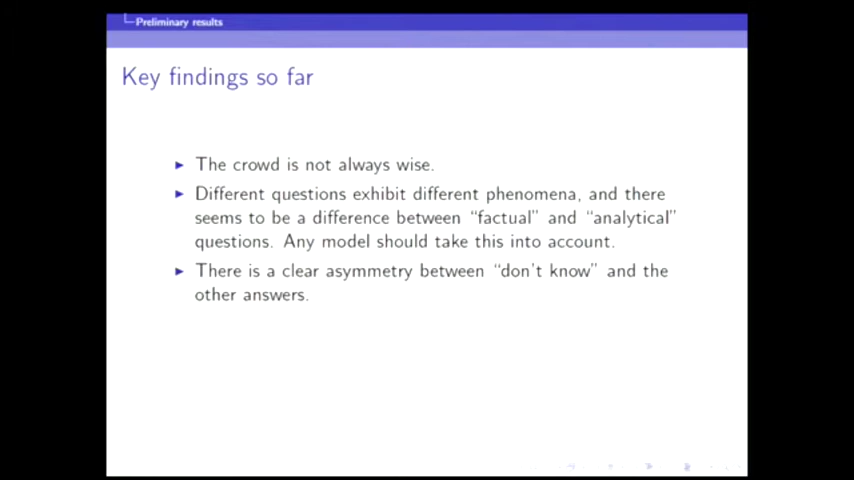 Preliminary results
Key findings so far
The crowd is not always wise.
Different questions exhibit different phenomena, and there
seems to be a difference between “factual” and “analytical”
questions. Any model should take this into account.
There is a clear asymmetry between “don't know” and the
other answers.